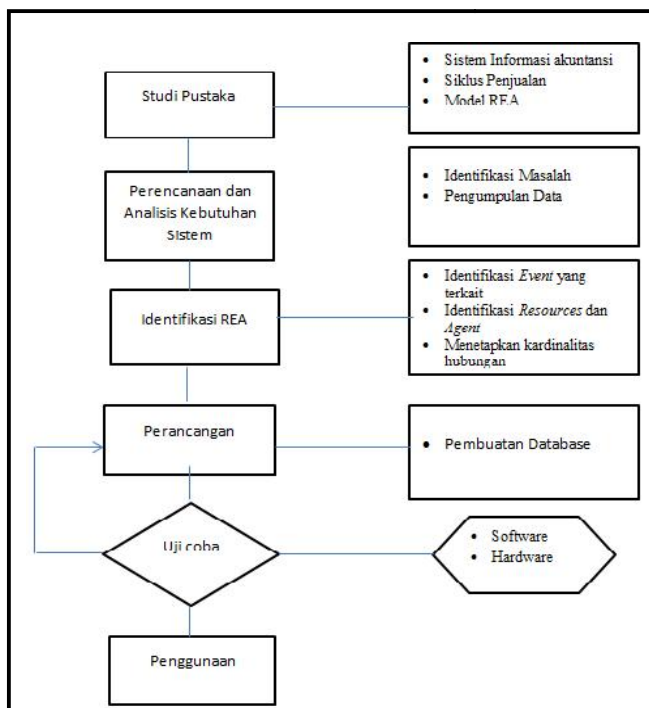 Studi Pustaka
• Sistem Informasi akuntansi
• Siklus Penjualan
• Model REA
Perencanaan dan
Analisis Kebutuhan
Sistem
• Identifikasi Masalah
• Pengumpulan Data
Identifikasi REA
• Identifikasi Event yang
terkait
• Identifikasi Resources dan
Agent
• Menetapkan kardinalitas
hubungan
Perancangan
• Pembuatan Database
Uji coba
• Software
• Hardware
Penggunaan